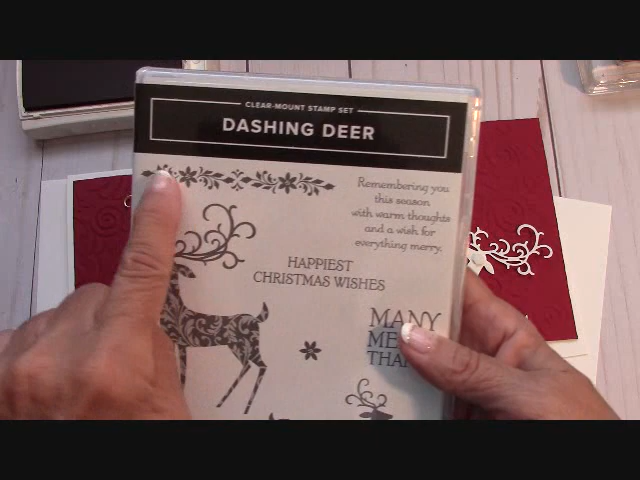 CLEAR-MOUNT STAMP SET
DASHING DEER
Remembering you
this season
with warm thoughts
and a wish for
everything merry.
HAPPIEST
CHRISTMAS WISHES
MANY